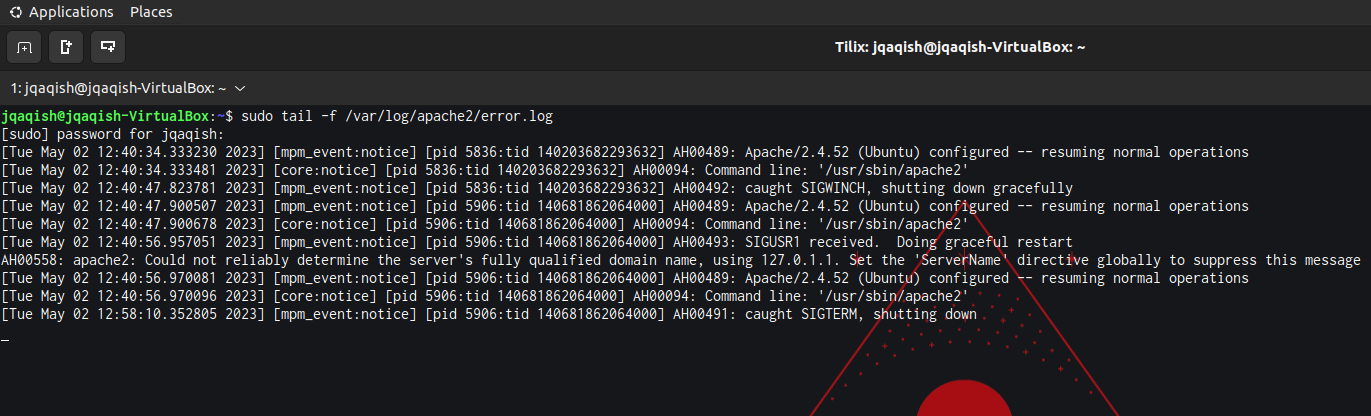 Applications Places
Tilix: jqaqish@jqaqish-VirtualBox: ~
1: jqaqish@jqaqish-VirtualBox: ~
jqaqish@jqaqish-VirtualBox:~$ sudo tail -f /var/log/apache2/error.log
[sudo] password for jqaqish:
[Tue May 02 12:40:34.333230 2023] [mpm_event:notice] [pid 5836:tid 140203682293632] AH00489: Apache/2.4.52 (Ubuntu) configured -- resuming normal operations
[Tue May 02 12:40:34.333481 2023] [core:notice] [pid 5836:tid 140203682293632] AH00094: Command line: '/usr/sbin/apache2'
[Tue May 02 12:40:47.823781 2023] [mpm_event:notice] [pid 5836:tid 140203682293632] AH00492: caught SIGWINCH, shutting down gracefully
[Tue May 02 12:40:47.900507 2023] [mpm_event:notice] [pid 5906:tid 140681862064000] AH00489: Apache/2.4.52 (Ubuntu) configured -- resuming normal operations
[Tue May 02 12:40:47.900678 2023] [core:notice] [pid 5906:tid 140681862064000] AH00094: Command line: '/usr/sbin/apache2'
[Tue May 02 12:40:56.957051 2023] [mpm_event:notice] [pid 5906:tid 140681862064000] AH00493: SIGUSR1 received.  Doing graceful restart
AH00558: apache2: Could not reliably determine the server's fully qualified domain name, using 127.0.1.1. Set the 'ServerName' directive globally to suppress this message
[Tue May 02 12:40:56.970081 2023] [mpm_event:notice] [pid 5906:tid 140681862064000] AH00489: Apache/2.4.52 (Ubuntu) configured -- resuming normal operations
[Tue May 02 12:40:56.970096 2023] [core:notice] [pid 5906:tid 140681862064000] AH00094: Command line: '/usr/sbin/apache2'
[Tue May 02 12:58:10.352805 2023] [mpm_event:notice] [pid 5906:tid 140681862064000] AH00491: caught SIGTERM, shutting down